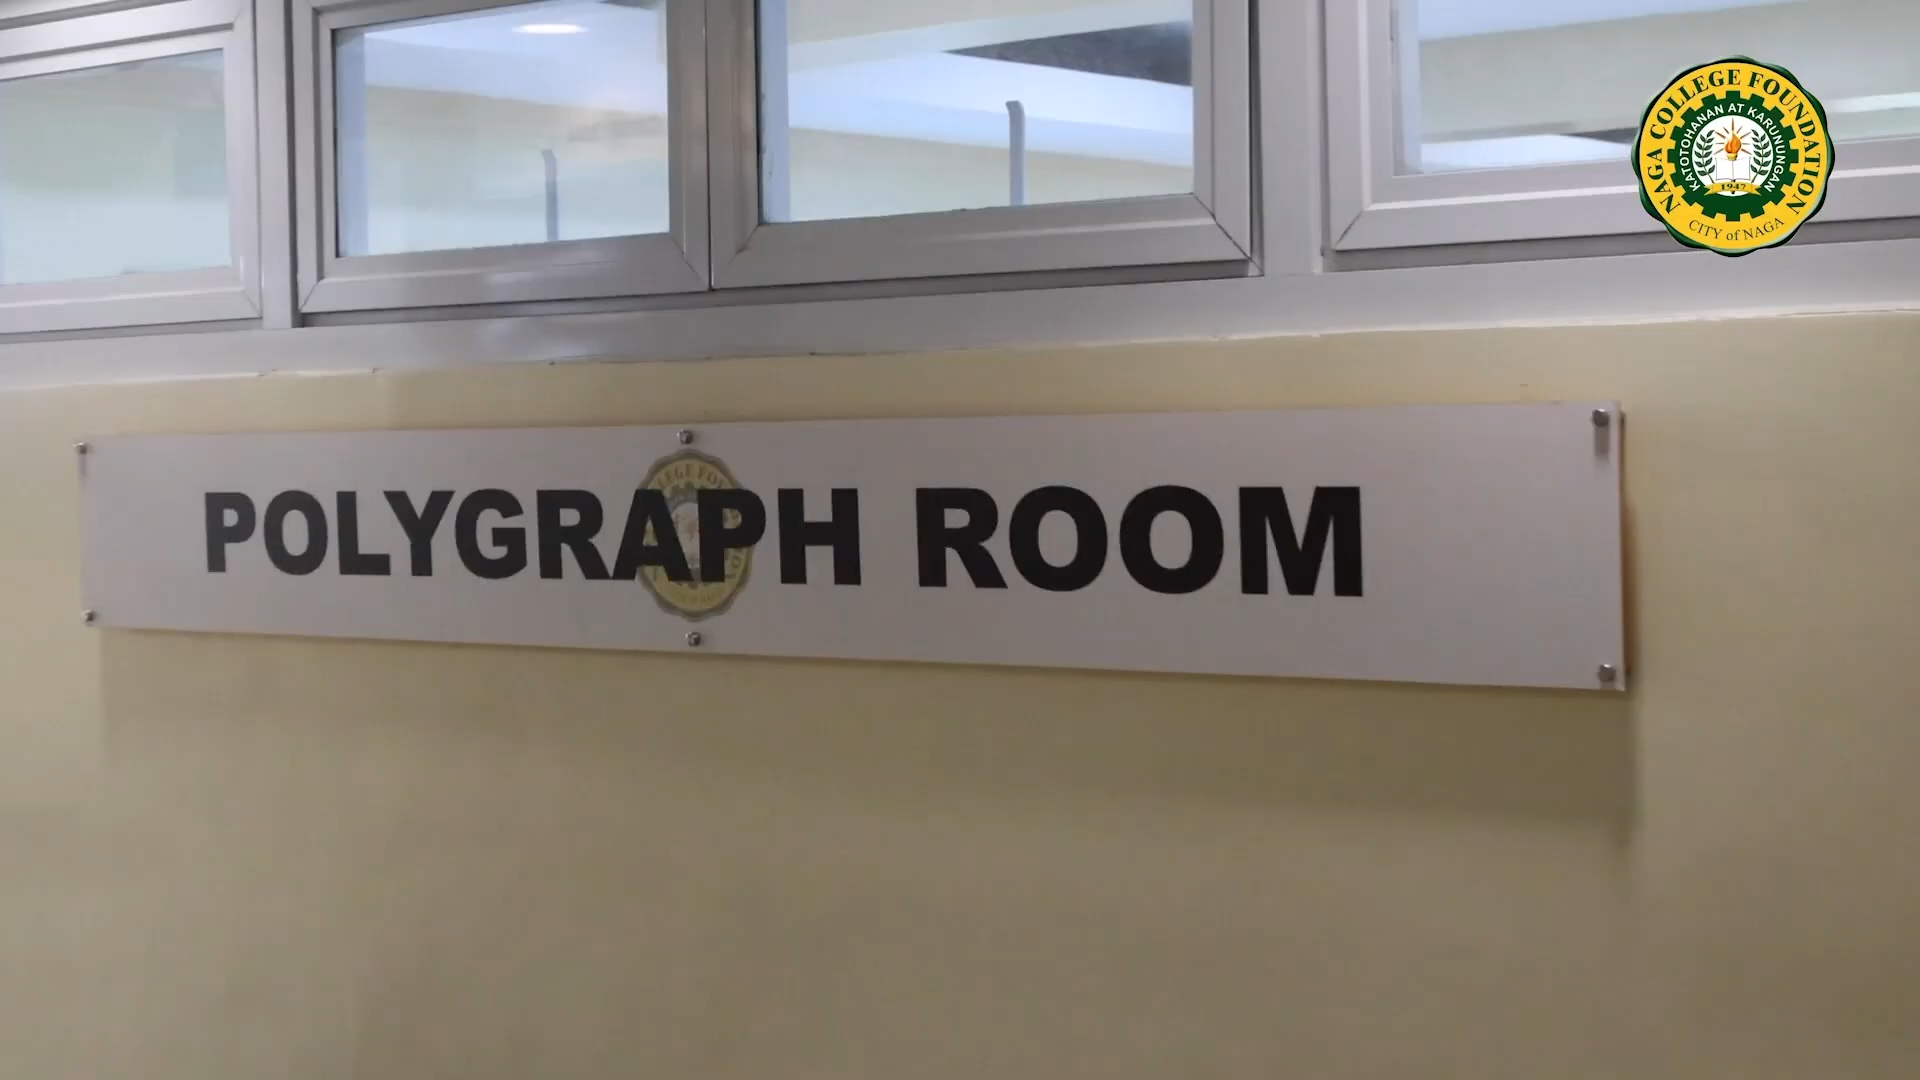 NAGA COLLEGE FOUNDATION
KATOTOHANAN AT KARUNUNGAN
1947
CITY of NAGA
POLYGRAPH ROOM